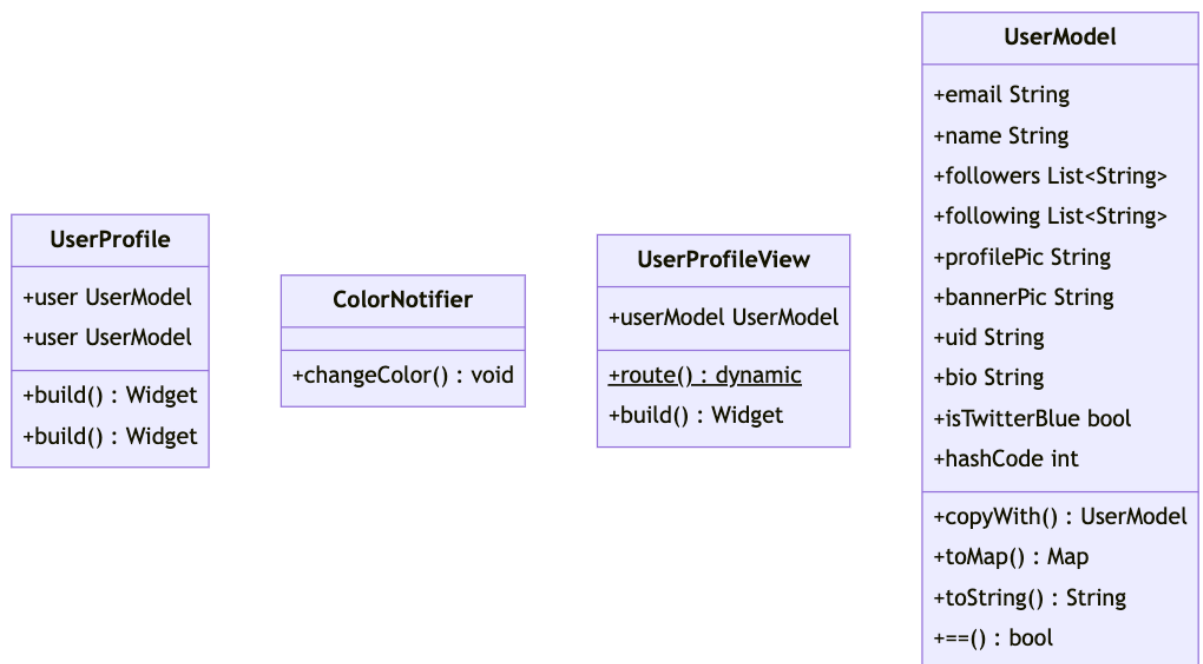 UserProfile
+user UserModel
+user UserModel
+build() : Widget
+build() : Widget
ColorNotifier
+changeColor() : void
UserProfileView
+userModel UserModel
+route() : dynamic
+build() : Widget
UserModel
+email String
+name String
+followers List<String>
+following List<String>
+profilePic String
+bannerPic String
+uid String
+bio String
+isTwitterBlue bool
+hashCode int
+copyWith() : UserModel
+toMap() : Map
+toString() : String
+==() : bool